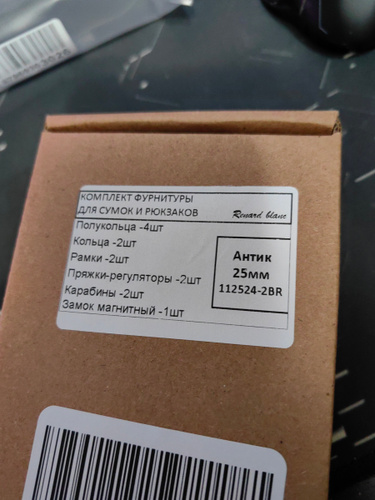 КОМПЛЕКТ ФУРНИТУРЫ
ДЛЯ СУМОК И РЮКЗАКОВ
Renard blanc
Полукольца -4шт
Кольца -2шт
Рамки -2шт
Пряжки-регуляторы -2шт
Карабины -2шт
Замок магнитный -1шт
Антик
25мм
112524-2BR